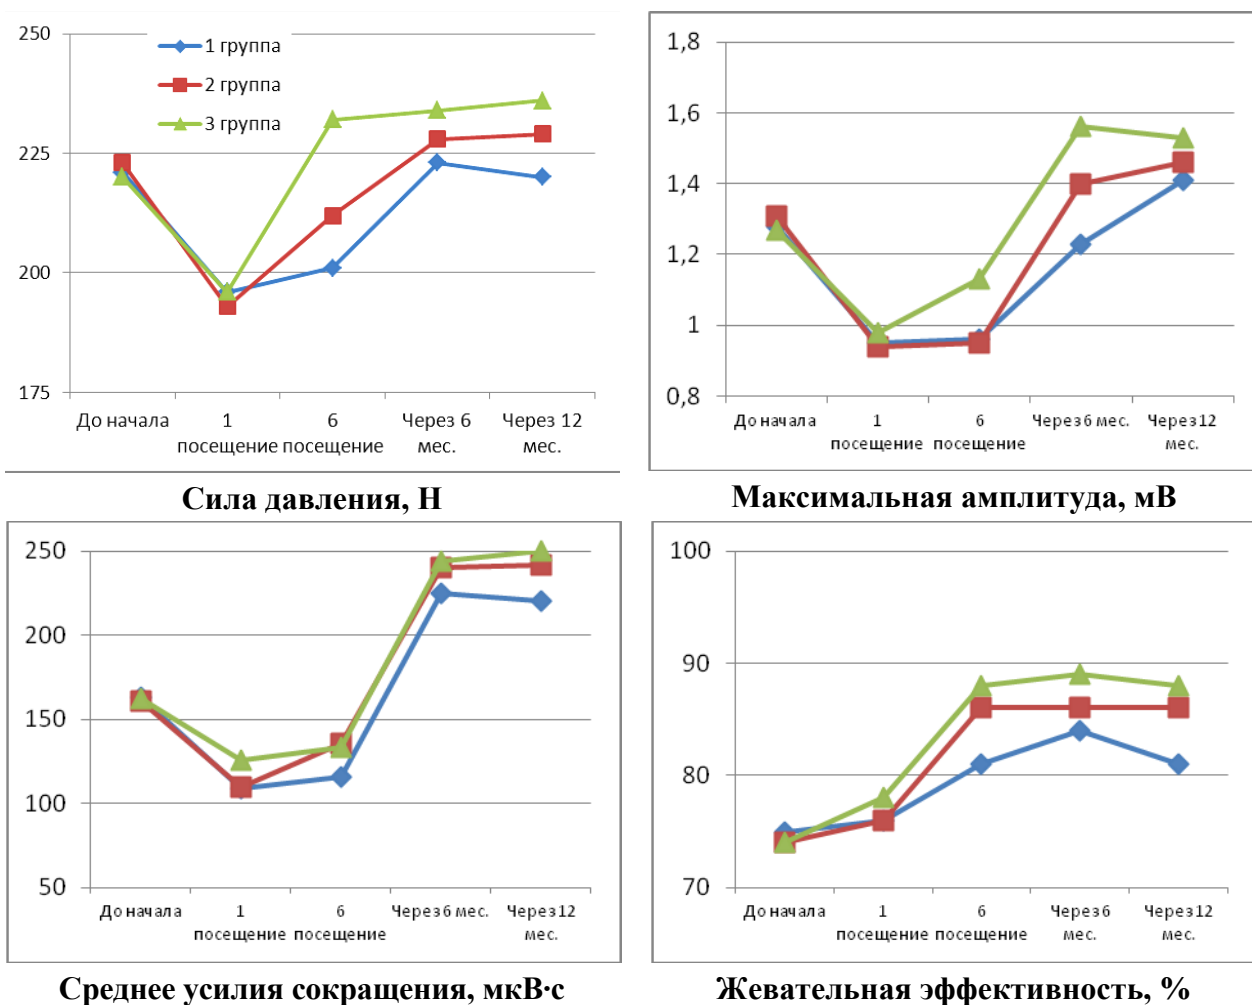 250
225
200
175
1 группа
2 группа
3 группа
До начала
1
посещение
6
посещение
Через 6
мес.
Через 12
мес.
Сила давления, Н
1,8
1,6
1,4
1,2
1
0,8
До начала
1
посещение
6
посещение
Через 6 мес.
Через 12
мес.
Максимальная амплитуда, мВ
250
200
150
100
50
До начала
1
посещение
6
посещение
Через 6 мес.
Через 12
мес.
Среднее усилия сокращения, мкВ·с
100
90
80
70
До начала
1
посещение
6
посещение
Через 6
мес.
Через 12
мес.
Жевательная эффективность, %